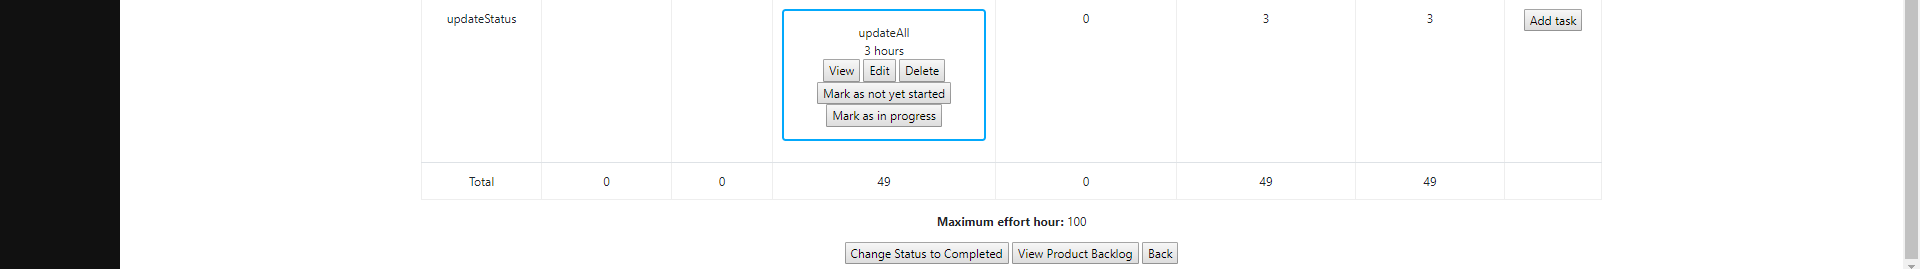 updateStatus
updateAll
3 hours
View Edit Delete
Mark as not yet started
Mark as in progress
0 3 3 Add task
Total 0 0 49 0 49 49
Maximum effort hour: 100
Change Status to Completed View Product Backlog Back